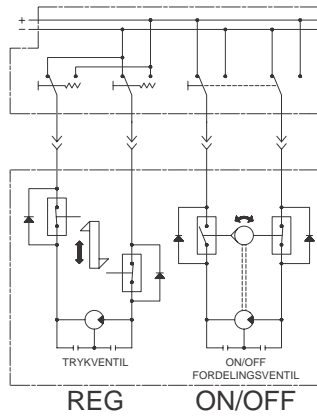 +
−
TRYKVENTIL
ON/OFF
FORDELINGSVENTIL
REG
ON/OFF